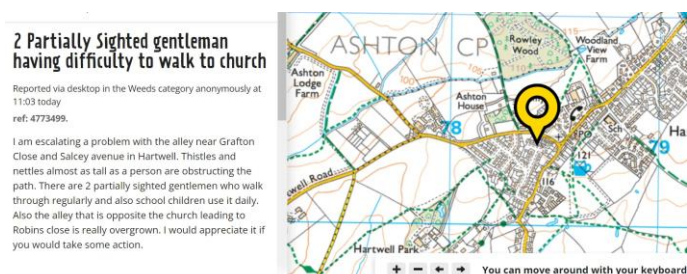 2 Partially Sighted gentleman
having difficulty to walk to church
Reported via desktop in the Weeds category anonymously at
11:03 today
ref: 4773499.
I am escalating a problem with the alley near Grafton
Close and Salcey avenue in Hartwell. Thistles and
nettles almost as tall as a person are obstructing the
path. There are 2 partially sighted gentlemen who walk
through regularly and also school children use it daily.
Also the alley that is opposite the church leading to
Robins close is really overgrown. I would appreciate it if
you would take some action.
ASHTON CP
Rowley
Wood
Woodland
View
Farm
Ashton
Lodge
Farm
100
Ashton
House
78
PO
Sch
Ha
121
79
116
well Road
Hartwell Park
+ - ← → You can move around with your keyboard